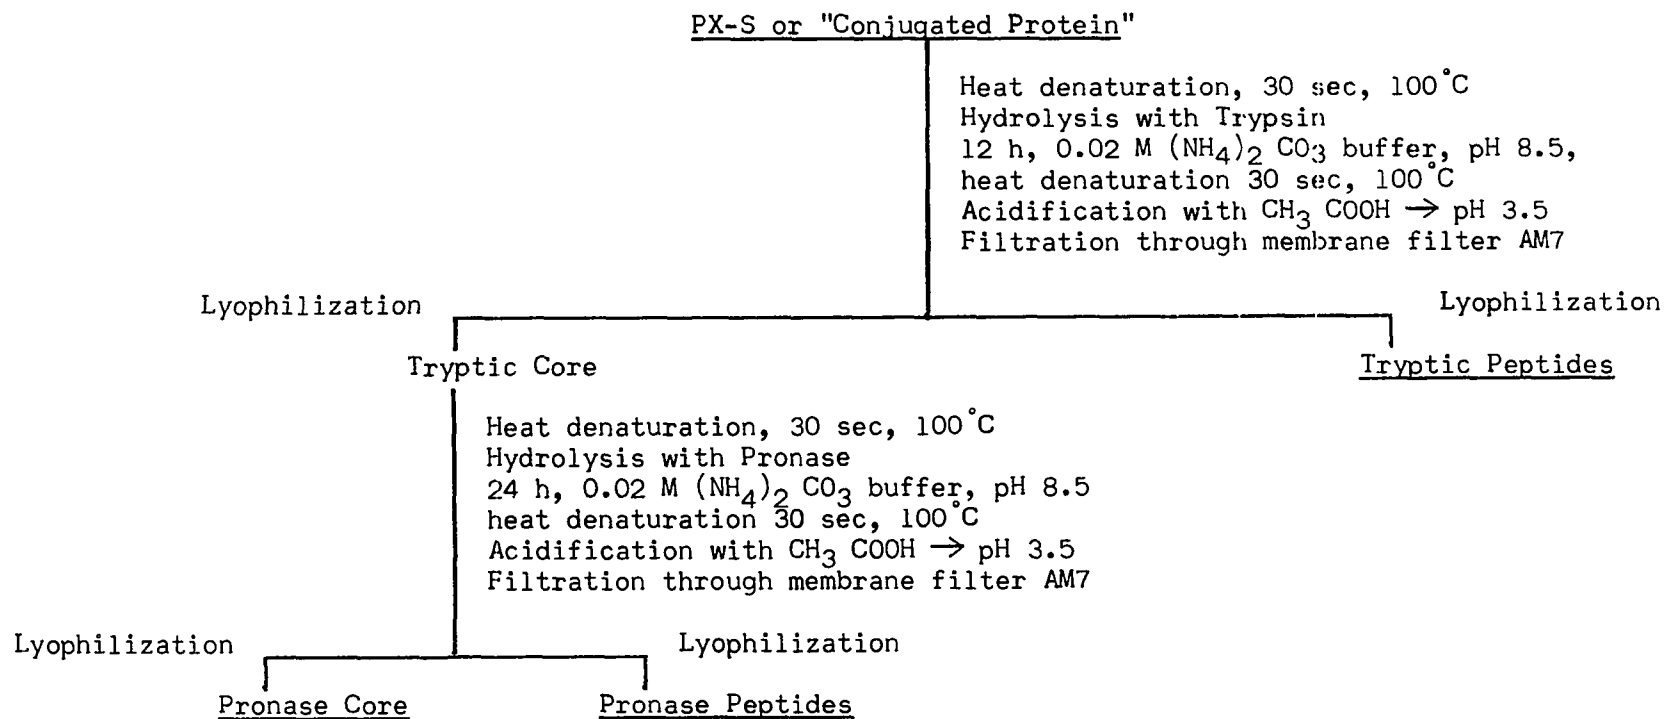 PX-S or "Conjugated Protein"
Heat denaturation, 30 sec, 100°C
Hydrolysis with Trypsin
12 h, 0.02 M (NH₄)₂ CO₃ buffer, pH 8.5,
heat denaturation 30 sec, 100°C
Acidification with CH₃ COOH → pH 3.5
Filtration through membrane filter AM7
Lyophilization
Lyophilization
Tryptic Core
Tryptic Peptides
Heat denaturation, 30 sec, 100°C
Hydrolysis with Pronase
24 h, 0.02 M (NH₄)₂ CO₃ buffer, pH 8.5
heat denaturation 30 sec, 100°C
Acidification with CH₃ COOH → pH 3.5
Filtration through membrane filter AM7
Lyophilization
Lyophilization
Pronase Core
Pronase Peptides